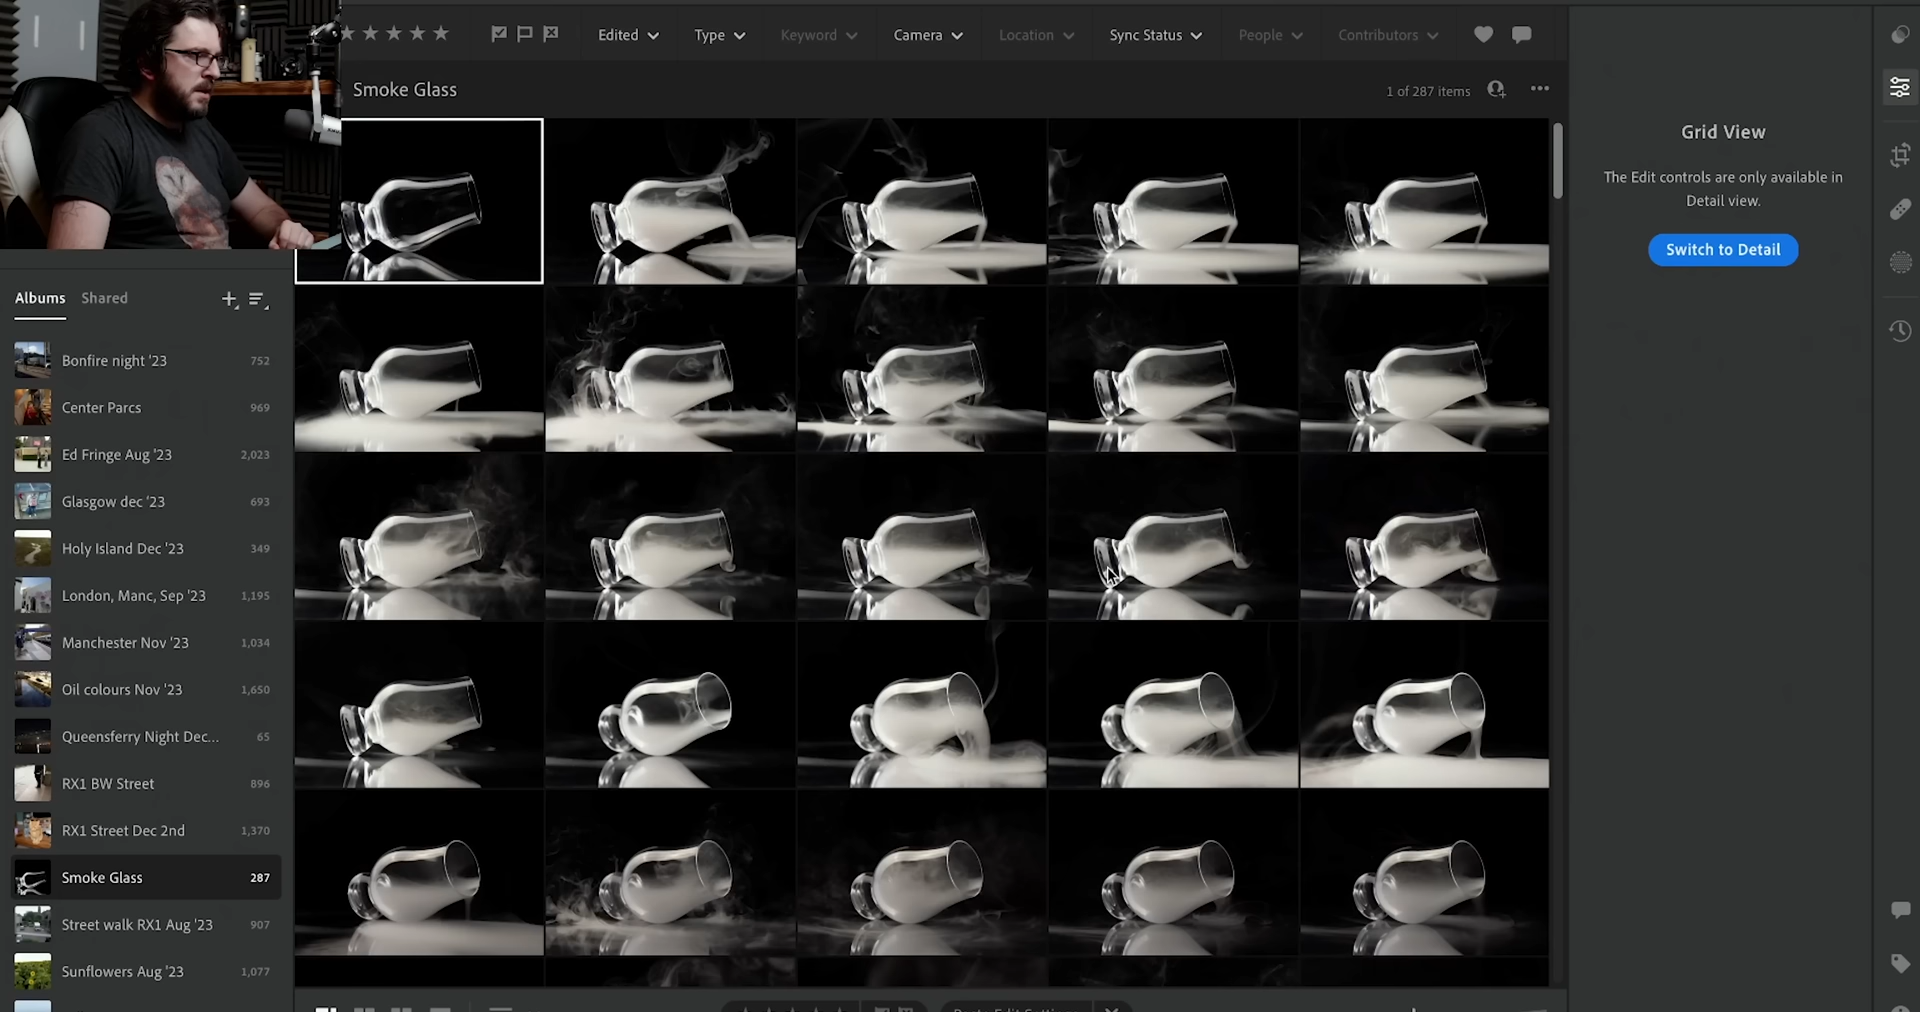 Edited
Type
Keyword
Camera
Location
Sync Status
People
Contributors
Smoke Glass
1 of 287 items
Grid View
The Edit controls are only available in
Detail view.
Switch to Detail
Albums
Shared
Bonfire night '23 752
Center Parcs 969
Ed Fringe Aug '23 2,023
Glasgow dec '23 693
Holy Island Dec '23 349
London, Manc, Sep '23 1,195
Manchester Nov '23 1,034
Oil colours Nov '23 1,650
Queensferry Night Dec... 65
RX1 BW Street 896
RX1 Street Dec 2nd 1,370
Smoke Glass 287
Street walk RX1 Aug '23 907
Sunflowers Aug '23 1,077